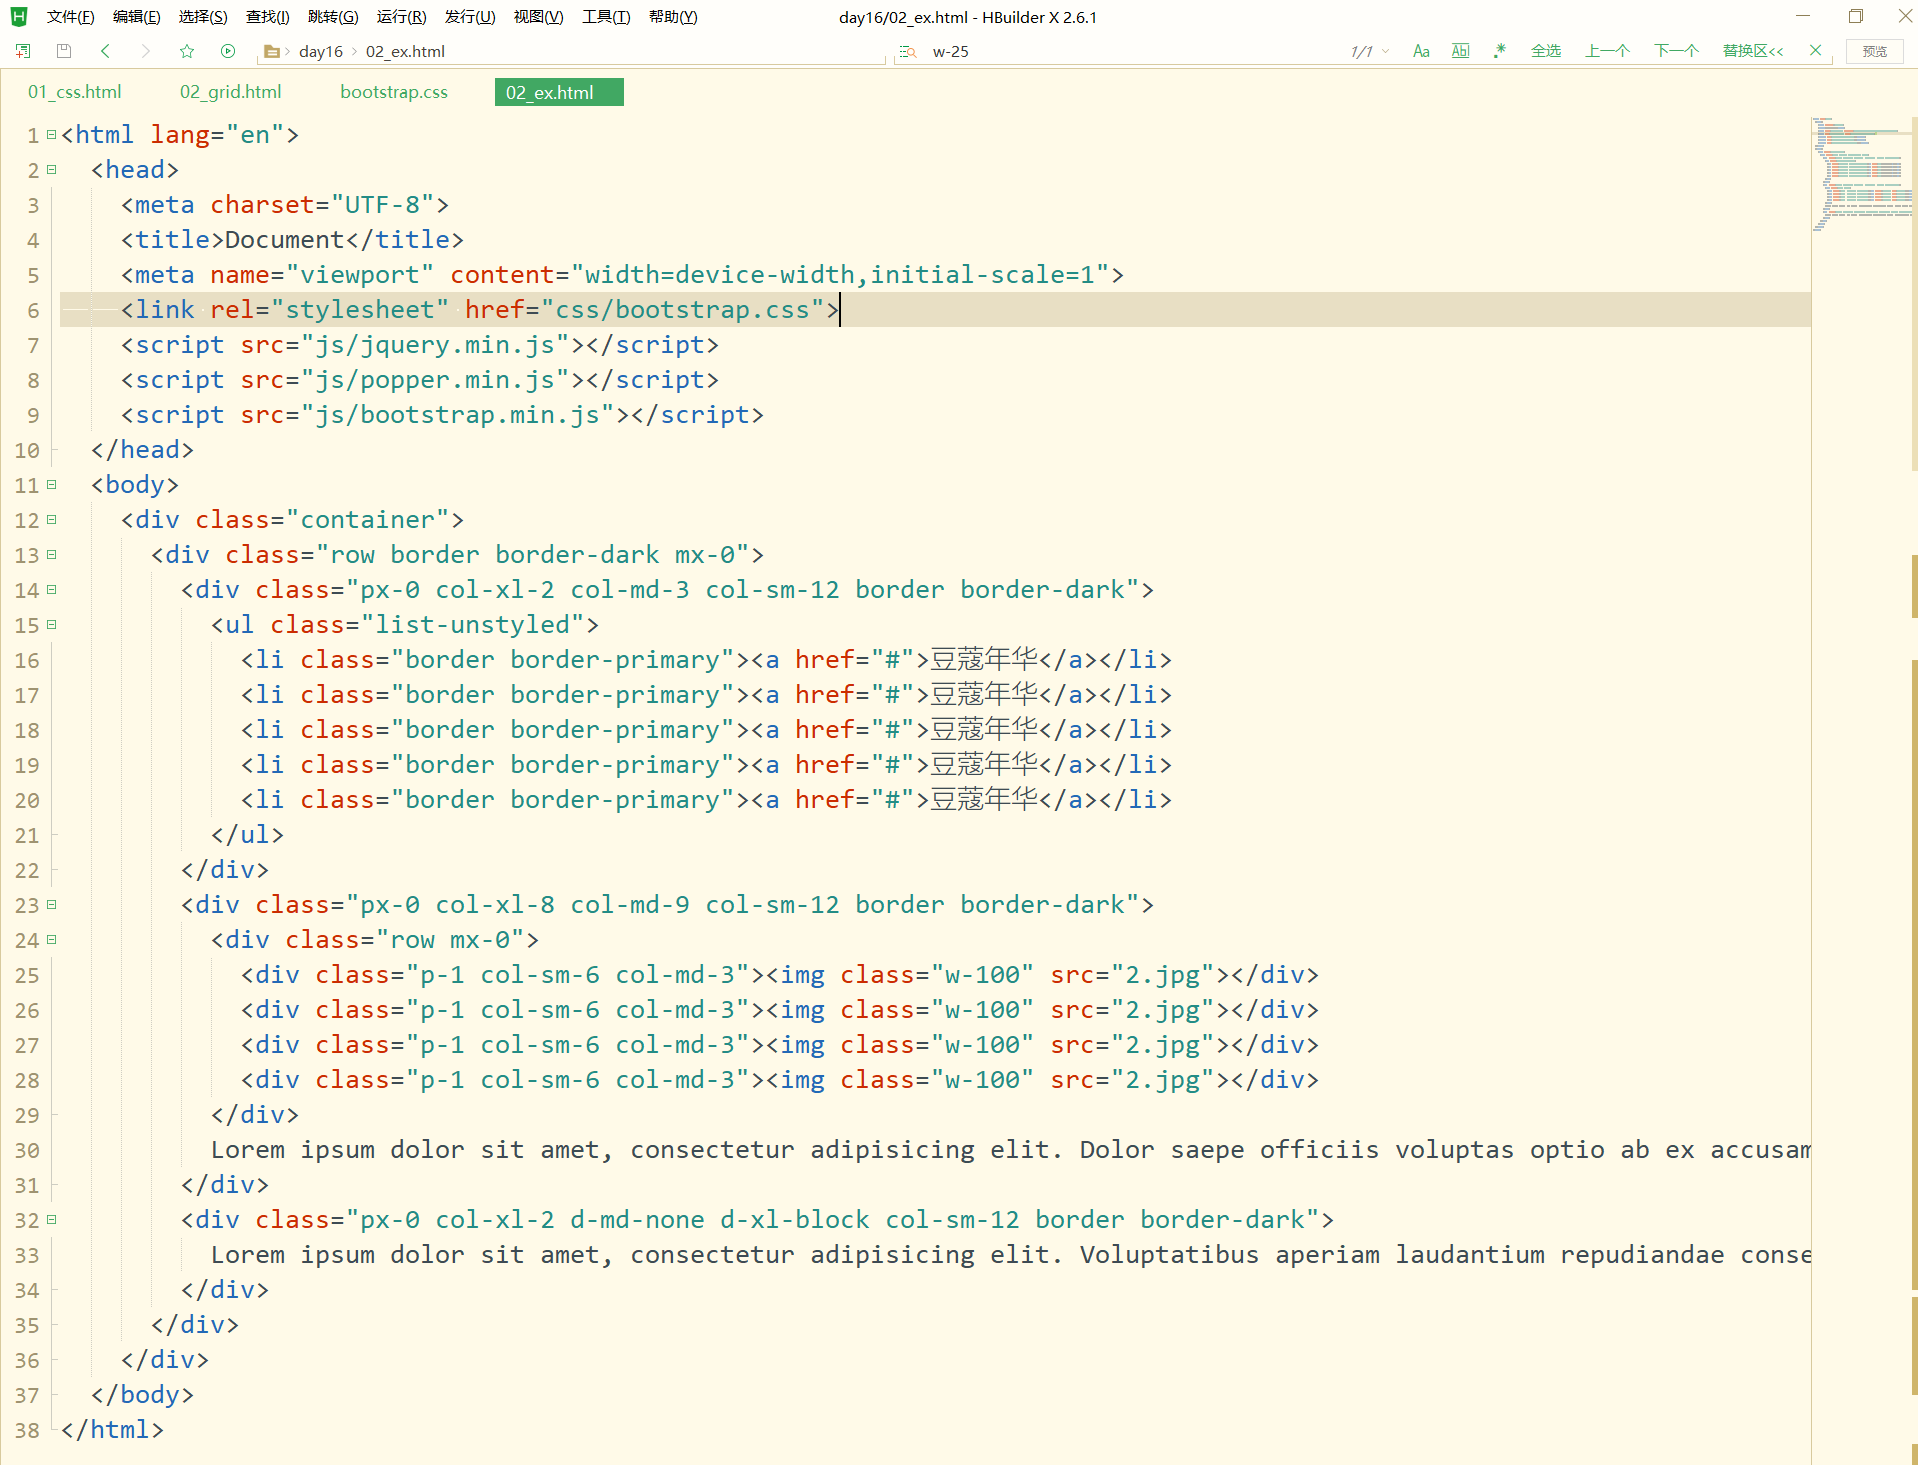 文件(F) 编辑(E) 选择(S) 查找(I) 跳转(G) 运行(R) 发行(U) 视图(V) 工具(T) 帮助(Y) day16/02_ex.html - HBuilder X 2.6.1
day16 02_ex.html w-25 1/1 Aa Ab| .* 全选 上一个 下一个 替换区<< 预览
01_css.html 02_grid.html bootstrap.css 02_ex.html
1 <html lang="en">
2 <head>
3 <meta charset="UTF-8">
4 <title>Document</title>
5 <meta name="viewport" content="width=device-width,initial-scale=1">
6 <link rel="stylesheet" href="css/bootstrap.css">
7 <script src="js/jquery.min.js"></script>
8 <script src="js/popper.min.js"></script>
9 <script src="js/bootstrap.min.js"></script>
10 </head>
11 <body>
12 <div class="container">
13 <div class="row border border-dark mx-0">
14 <div class="px-0 col-xl-2 col-md-3 col-sm-12 border border-dark">
15 <ul class="list-unstyled">
16 <li class="border border-primary"><a href="#">豆蔻年华</a></li>
17 <li class="border border-primary"><a href="#">豆蔻年华</a></li>
18 <li class="border border-primary"><a href="#">豆蔻年华</a></li>
19 <li class="border border-primary"><a href="#">豆蔻年华</a></li>
20 <li class="border border-primary"><a href="#">豆蔻年华</a></li>
21 </ul>
22 </div>
23 <div class="px-0 col-xl-8 col-md-9 col-sm-12 border border-dark">
24 <div class="row mx-0">
25 <div class="p-1 col-sm-6 col-md-3"><img class="w-100" src="2.jpg"></div>
26 <div class="p-1 col-sm-6 col-md-3"><img class="w-100" src="2.jpg"></div>
27 <div class="p-1 col-sm-6 col-md-3"><img class="w-100" src="2.jpg"></div>
28 <div class="p-1 col-sm-6 col-md-3"><img class="w-100" src="2.jpg"></div>
29 </div>
30 Lorem ipsum dolor sit amet, consectetur adipisicing elit. Dolor saepe officiis voluptas optio ab ex accusam
31 </div>
32 <div class="px-0 col-xl-2 d-md-none d-xl-block col-sm-12 border border-dark">
33 Lorem ipsum dolor sit amet, consectetur adipisicing elit. Voluptatibus aperiam laudantium repudiandae conse
34 </div>
35 </div>
36 </div>
37 </body>
38 </html>